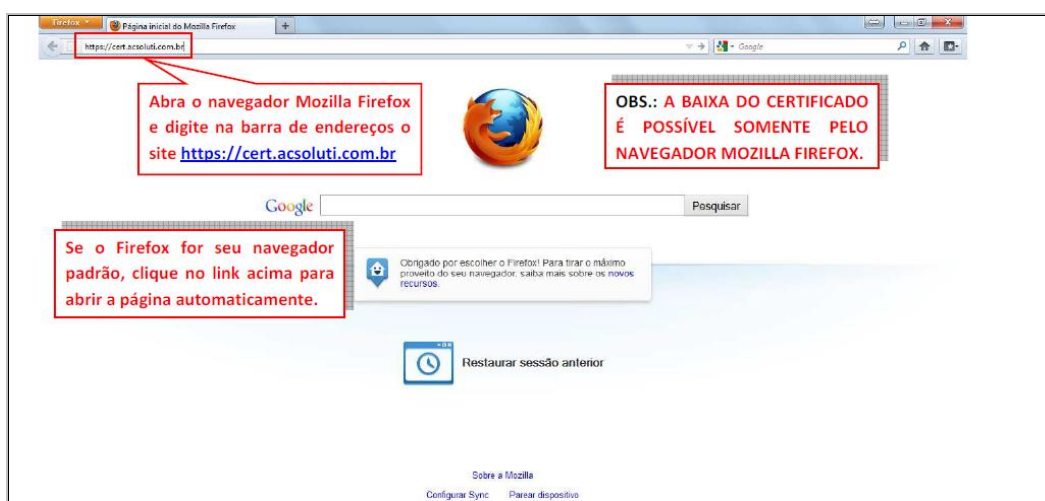 Firefox
Página inicial do Mozilla Firefox
+
https://cert.acsoluti.com.br
Google
Abra o navegador Mozilla Firefox
e digite na barra de endereços o
site https://cert.acsoluti.com.br
OBS.: A BAIXA DO CERTIFICADO
É POSSÍVEL SOMENTE PELO
NAVEGADOR MOZILLA FIREFOX.
Google
Pesquisar
Se o Firefox for seu navegador
padrão, clique no link acima para
abrir a página automaticamente.
Obrigado por escolher o Firefox! Para tirar o máximo
proveito do seu navegador, saiba mais sobre os novos
recursos.
Restaurar sessão anterior
Sobre a Mozilla
Configurar Sync Parear dispositivo